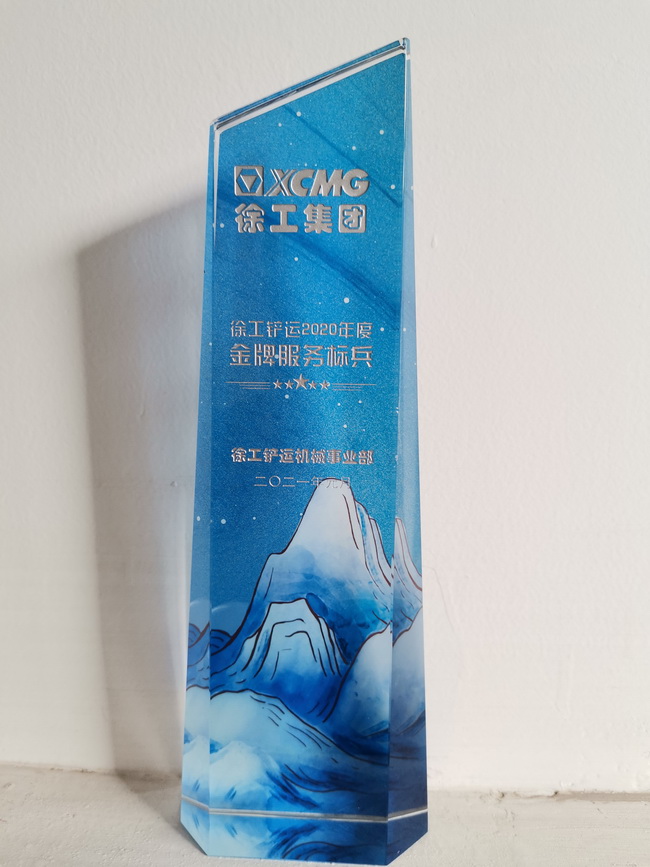 XCMG
徐工集团
徐工铲运2020年度
金牌服务标兵
徐工铲运机械事业部
二〇二一年元月